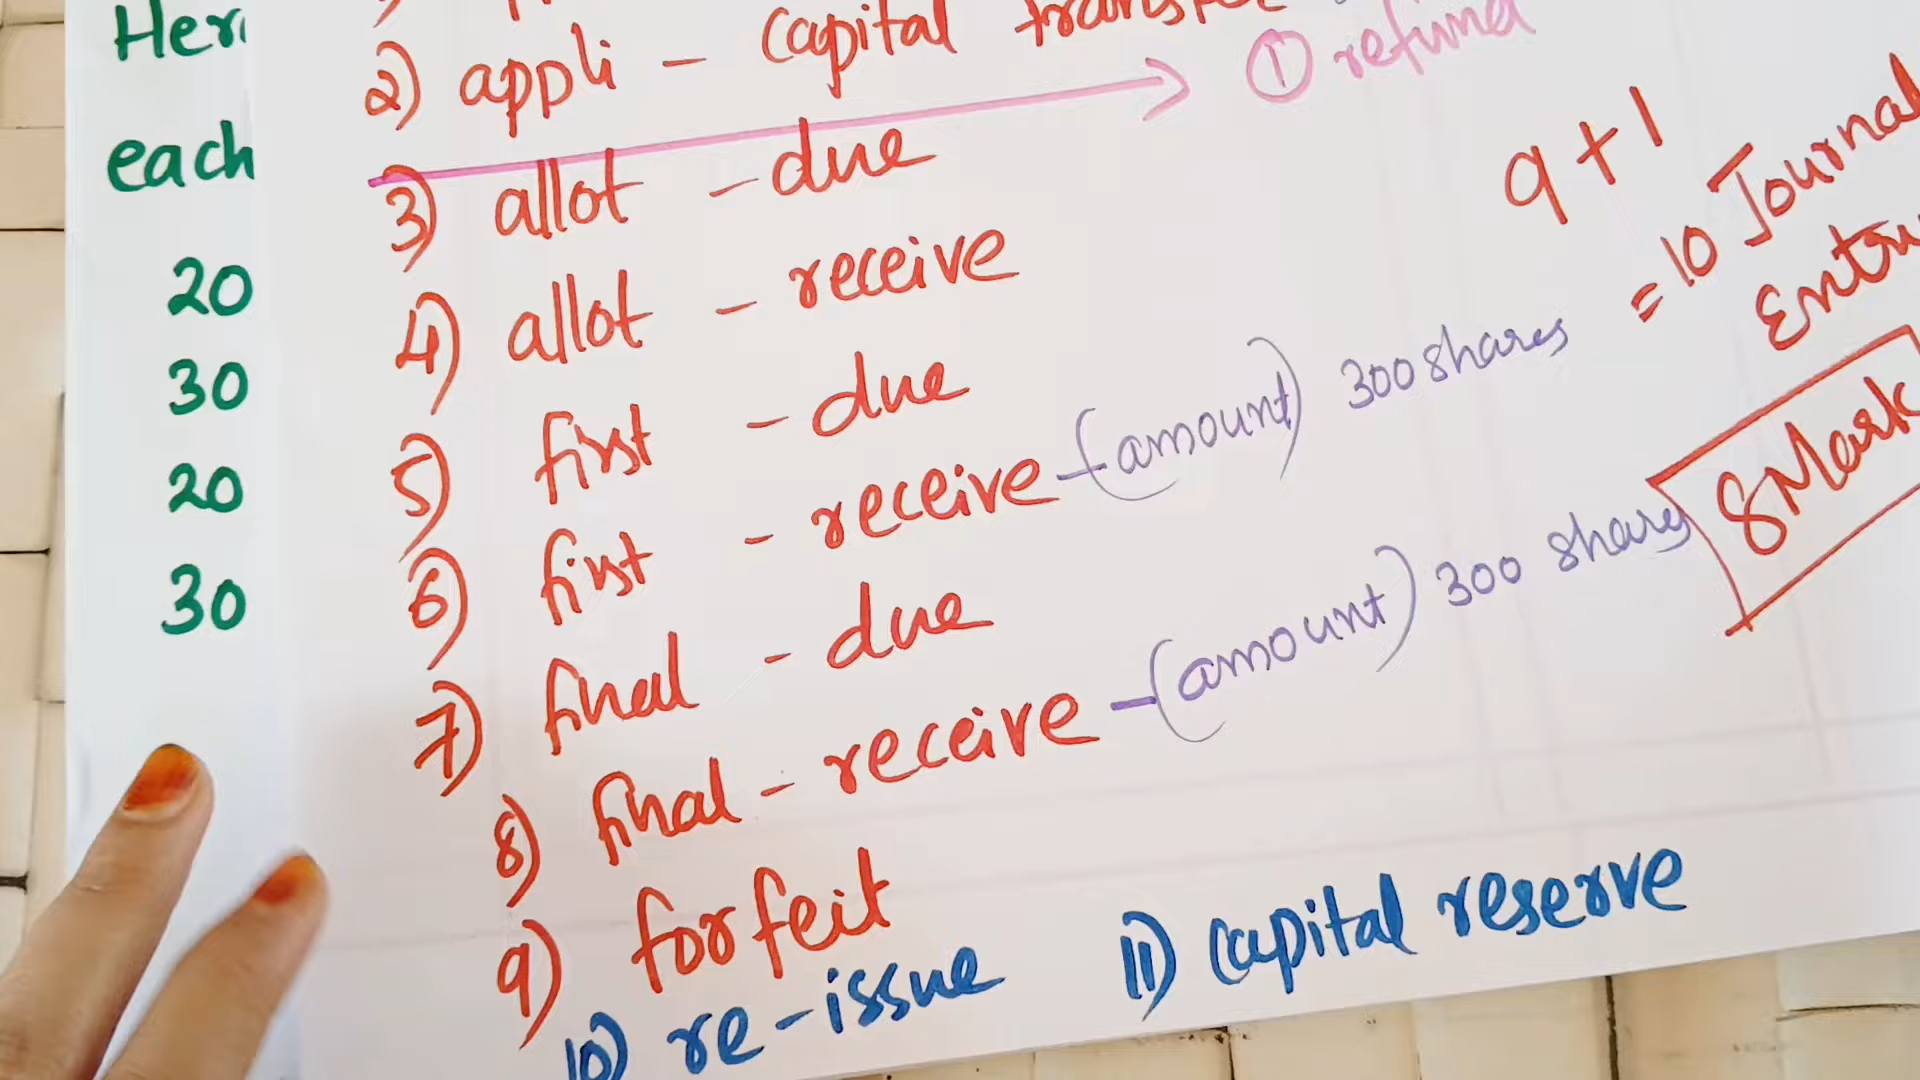 Her
each
20
30
20
30
2) appli - Capital
① refund
3) allot - due
4) allot - receive
5) first - due
6) first - receive - (amount) 300 shares
7) final - due
8) final - receive - (amount) 300 shares
9) forfeit
10) re-issue
11) capital reserve
9 + 1
= 10 Journal
8 Mark